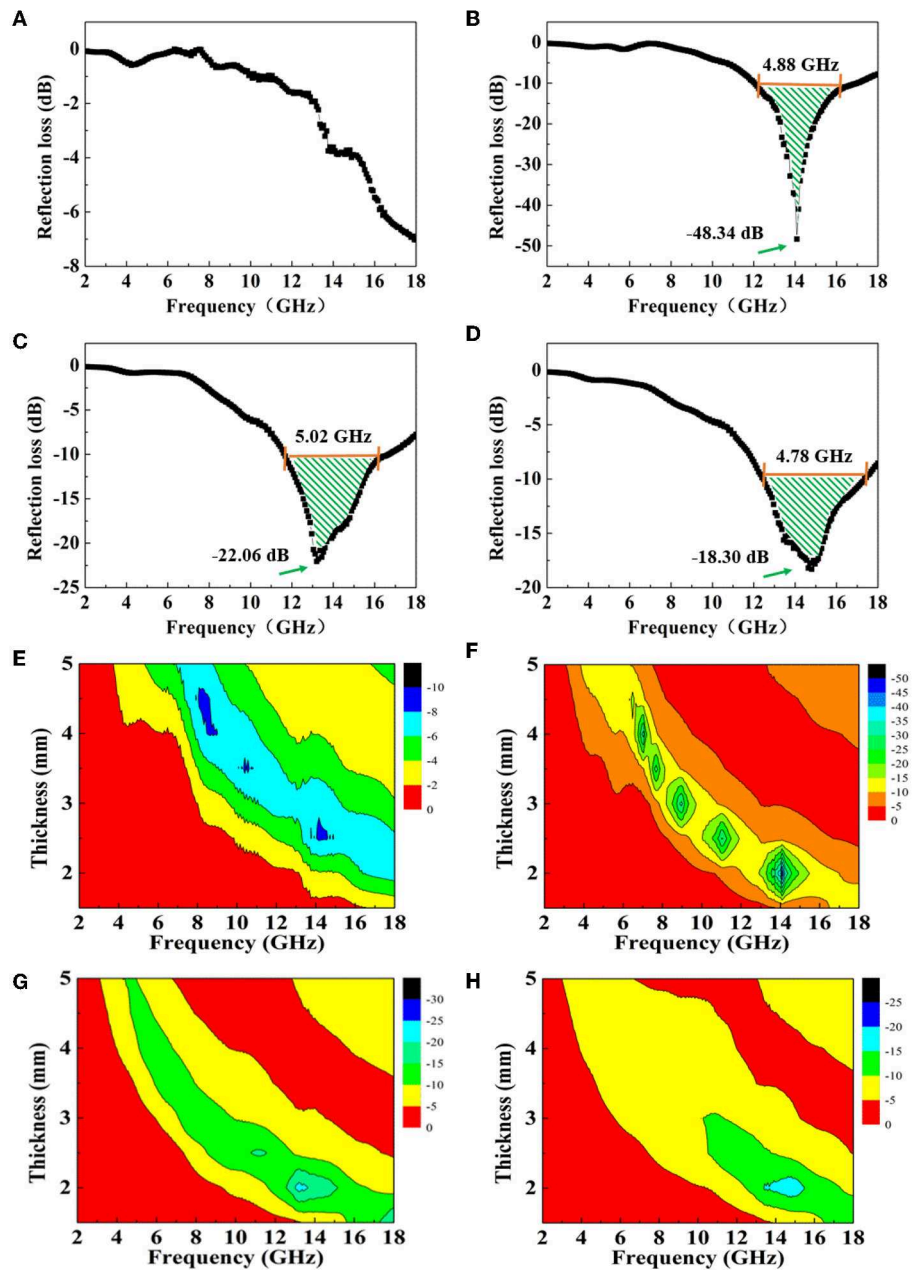 A
Reflection loss (dB)
0
-2
-4
-6
-8
2 4 6 8 10 12 14 16 18
Frequency（GHz）
B
Reflection loss (dB)
0
-10
-20
-30
-40
-50
4.88 GHz
-48.34 dB
2 4 6 8 10 12 14 16 18
Frequency（GHz）
C
Reflection loss (dB)
0
-5
-10
-15
-20
-25
5.02 GHz
-22.06 dB
2 4 6 8 10 12 14 16 18
Frequency（GHz）
D
Reflection loss (dB)
0
-5
-10
-15
-20
4.78 GHz
-18.30 dB
2 4 6 8 10 12 14 16 18
Frequency（GHz）
E
Thickness (mm)
5
4
3
2
2 4 6 8 10 12 14 16 18
Frequency (GHz)
-10
-8
-6
-4
-2
0
F
Thickness (mm)
5
4
3
2
2 4 6 8 10 12 14 16 18
Frequency (GHz)
-50
-45
-40
-35
-30
-25
-20
-15
-10
-5
0
G
Thickness (mm)
5
4
3
2
2 4 6 8 10 12 14 16 18
Frequency (GHz)
-30
-25
-20
-15
-10
-5
0
H
Thickness (mm)
5
4
3
2
2 4 6 8 10 12 14 16 18
Frequency (GHz)
-25
-20
-15
-10
-5
0